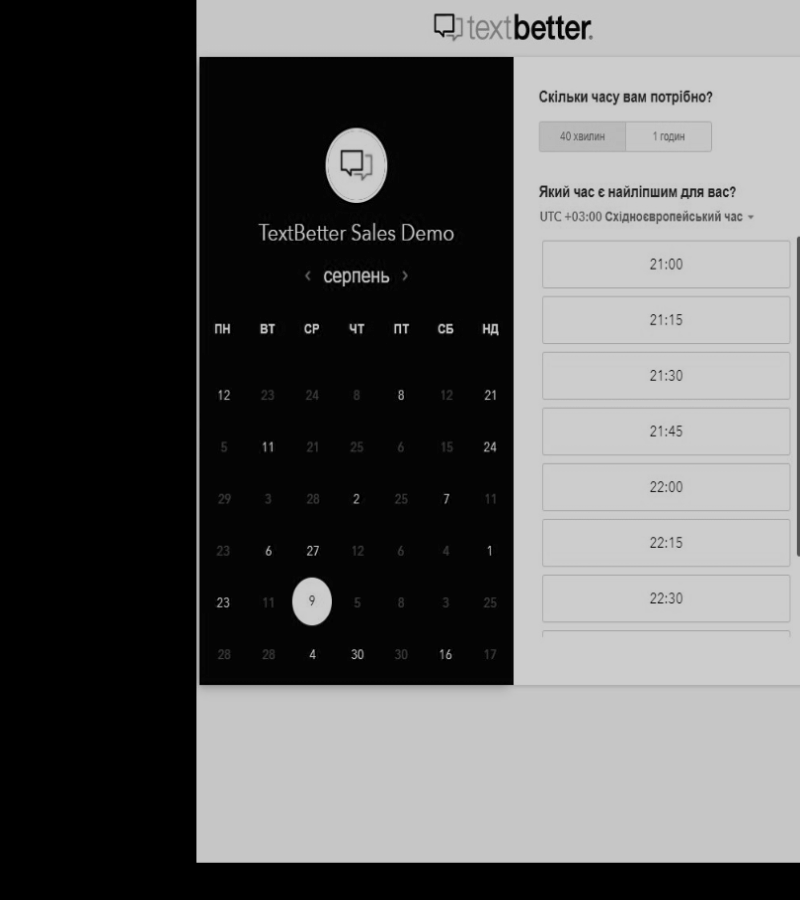 textbetter.
TextBetter Sales Demo
‹ серпень ›
ПН ВТ СР ЧТ ПТ СБ НД
12 23 24 8 8 12 21
5 11 21 25 6 15 24
29 3 28 2 25 7 11
23 6 27 12 6 4 1
23 11 9 5 8 3 25
28 28 4 30 30 16 17
Скільки часу вам потрібно?
40 хвилин 1 годин
Який час є найліпшим для вас?
UTC +03:00 Східноєвропейський час
21:00
21:15
21:30
21:45
22:00
22:15
22:30